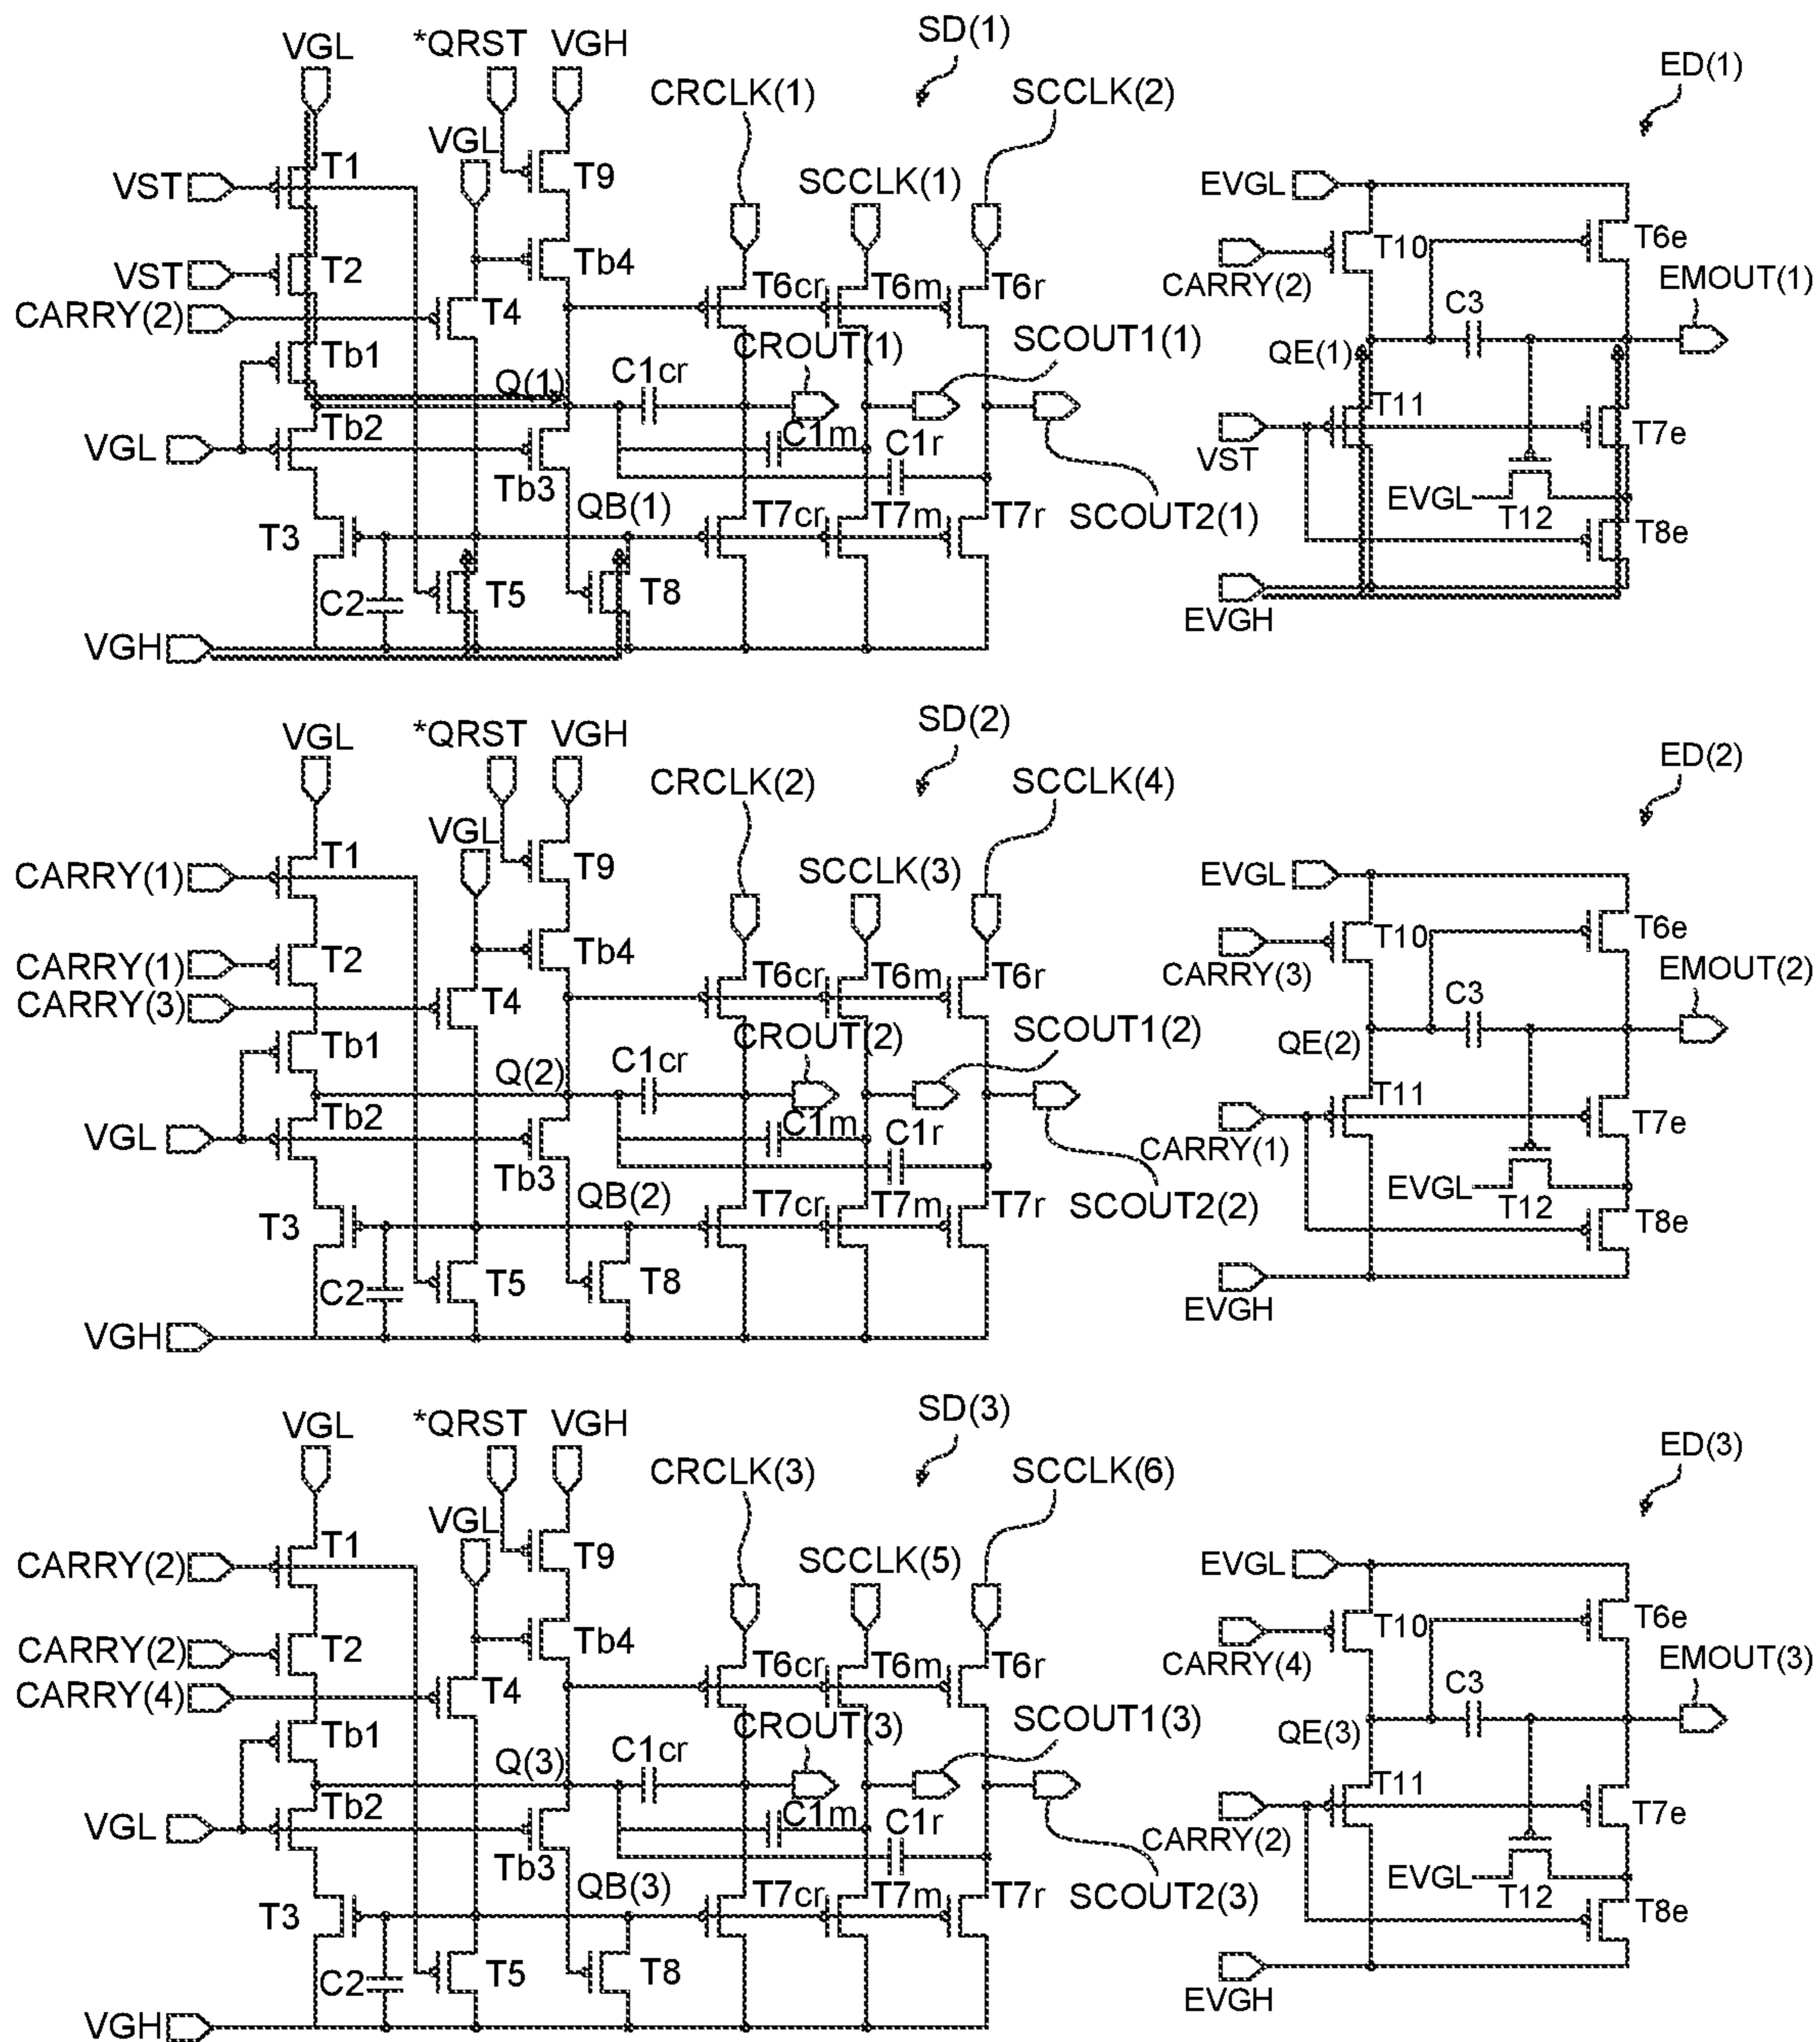 SD(1)
ED(1)
VGL
*QRST
VGH
CRCLK(1)
SCCLK(2)
VGL
T1
T9
VST
SCCLK(1)
EVGL
VST
T2
Tb4
T10
T6e
CARRY(2)
T4
T6cr
T6m
T6r
CARRY(2)
EMOUT(1)
Tb1
CROUT(1)
SCOUT1(1)
C3
Q(1)
C1cr
QE(1)
VGL
Tb2
C1m
C1r
T11
VST
T7e
Tb3
QB(1)
T7cr
T7m
T7r
SCOUT2(1)
EVGL
T12
T3
T8e
C2
T5
T8
VGH
EVGH
SD(2)
ED(2)
VGL
*QRST
VGH
CRCLK(2)
SCCLK(4)
VGL
T1
T9
CARRY(1)
SCCLK(3)
EVGL
CARRY(1)
T2
Tb4
T10
T6e
CARRY(3)
T4
T6cr
T6m
T6r
CARRY(3)
EMOUT(2)
Tb1
CROUT(2)
SCOUT1(2)
C3
Q(2)
C1cr
QE(2)
VGL
Tb2
C1m
C1r
T11
CARRY(1)
T7e
Tb3
QB(2)
T7cr
T7m
T7r
SCOUT2(2)
EVGL
T12
T3
T8e
C2
T5
T8
VGH
EVGH
SD(3)
ED(3)
VGL
*QRST
VGH
CRCLK(3)
SCCLK(6)
VGL
T1
T9
CARRY(2)
SCCLK(5)
EVGL
CARRY(2)
T2
Tb4
T10
T6e
CARRY(4)
T4
T6cr
T6m
T6r
CARRY(4)
EMOUT(3)
Tb1
CROUT(3)
SCOUT1(3)
C3
Q(3)
C1cr
QE(3)
VGL
Tb2
C1m
C1r
T11
CARRY(2)
T7e
Tb3
QB(3)
T7cr
T7m
T7r
SCOUT2(3)
EVGL
T12
T3
T8e
C2
T5
T8
VGH
EVGH